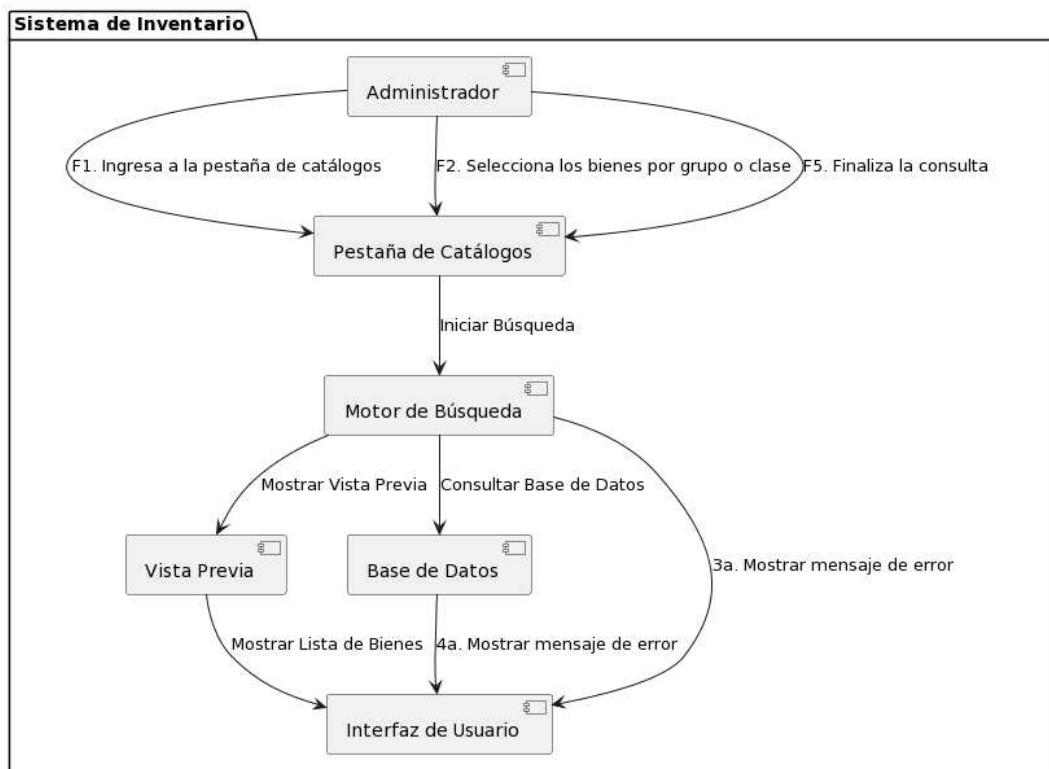 Sistema de Inventario
Administrador
F1. Ingresa a la pestaña de catálogos
F2. Selecciona los bienes por grupo o clase
F5. Finaliza la consulta
Pestaña de Catálogos
Iniciar Búsqueda
Motor de Búsqueda
Mostrar Vista Previa
Consultar Base de Datos
3a. Mostrar mensaje de error
Vista Previa
Base de Datos
Mostrar Lista de Bienes
4a. Mostrar mensaje de error
Interfaz de Usuario